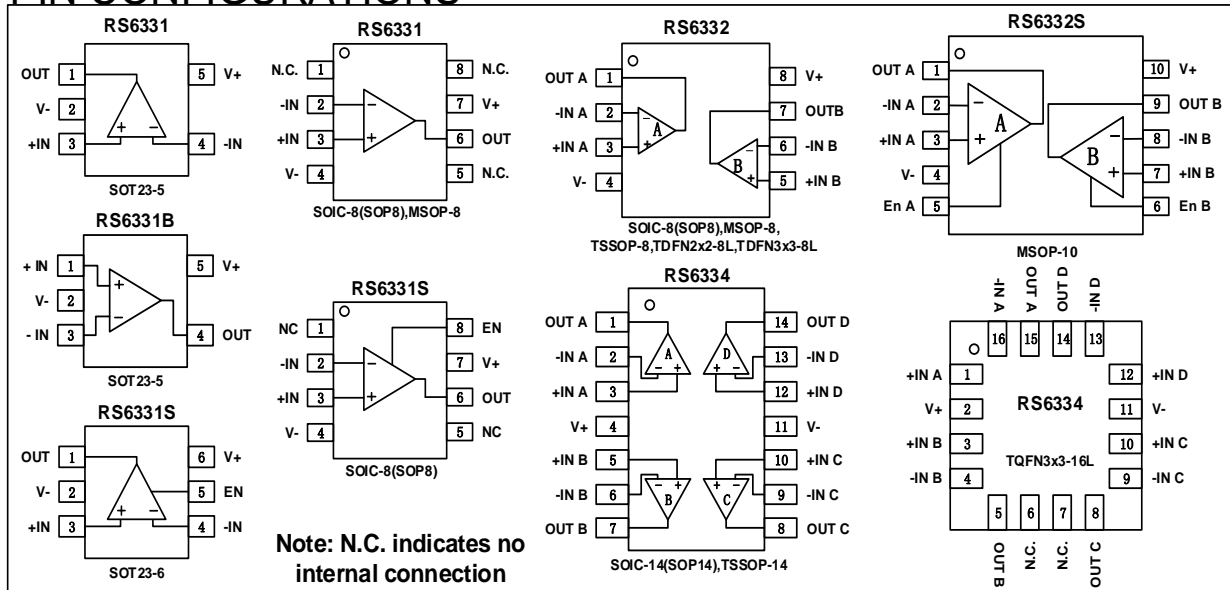 PIN CONFIGURATIONS
RS6331
OUT 1
5 V+
V- 2
+IN 3
4 -IN
+ −
SOT23-5
RS6331
N.C. 1
8 N.C.
-IN 2
7 V+
+IN 3
6 OUT
V- 4
5 N.C.
−
+
SOIC-8(SOP8),MSOP-8
RS6332
OUT A 1
8 V+
-IN A 2
7 OUTB
+IN A 3
6 -IN B
V- 4
5 +IN B
−
A
+
−
B
+
SOIC-8(SOP8),MSOP-8,
TSSOP-8,TDFN2x2-8L,TDFN3x3-8L
RS6332S
OUT A 1
10 V+
-IN A 2
9 OUT B
+IN A 3
8 -IN B
V- 4
7 +IN B
En A 5
6 En B
−
A
+
−
B
+
MSOP-10
RS6331B
+ IN 1
5 V+
V- 2
- IN 3
4 OUT
+
−
SOT23-5
RS6331S
NC 1
8 EN
-IN 2
7 V+
+IN 3
6 OUT
V- 4
5 NC
−
+
SOIC-8(SOP8)
RS6334
OUT A 1
14 OUT D
-IN A 2
13 -IN D
+IN A 3
12 +IN D
V+ 4
11 V-
+IN B 5
10 +IN C
-IN B 6
9 -IN C
OUT B 7
8 OUT C
A
− +
D
+ −
− +
B
+ −
C
SOIC-14(SOP14),TSSOP-14
-IN A
OUT A
OUT D
-IN D
16 15 14 13
+IN A 1
12 +IN D
V+ 2
RS6334
11 V-
+IN B 3
10 +IN C
TQFN3x3-16L
-IN B 4
9 -IN C
5 6 7 8
OUT B
N.C.
N.C.
OUT C
RS6331S
OUT 1
6 V+
V- 2
5 EN
+IN 3
4 -IN
+ −
SOT23-6
Note: N.C. indicates no
internal connection